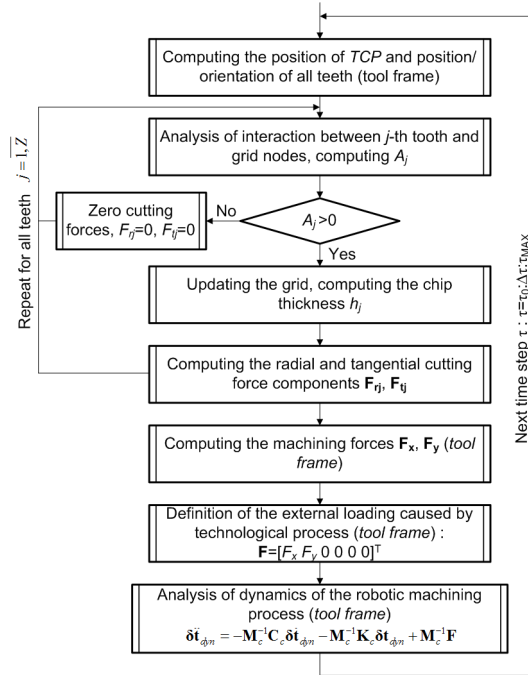 Computing the position of TCP and position/
orientation of all teeth (tool frame)
Analysis of interaction between j-th tooth and
grid nodes, computing Aj
Zero cutting
forces, Frj=0, Ftj=0
No
Aj>0
Yes
Updating the grid, computing the chip
thickness hj
Computing the radial and tangential cutting
force components Frj, Ftj
Computing the machining forces Fx, Fy (tool
frame)
Definition of the external loading caused by
technological process (tool frame) :
F=[Fx Fy 0 0 0 0]ᵀ
Analysis of dynamics of the robotic machining
process (tool frame)
δẗdyn = −Mc⁻¹Ccδṫdyn −Mc⁻¹Kcδtdyn +Mc⁻¹F
Repeat for all teeth j = 1,Z
Next time step τ : τ=τ0:Δτ:τMAX